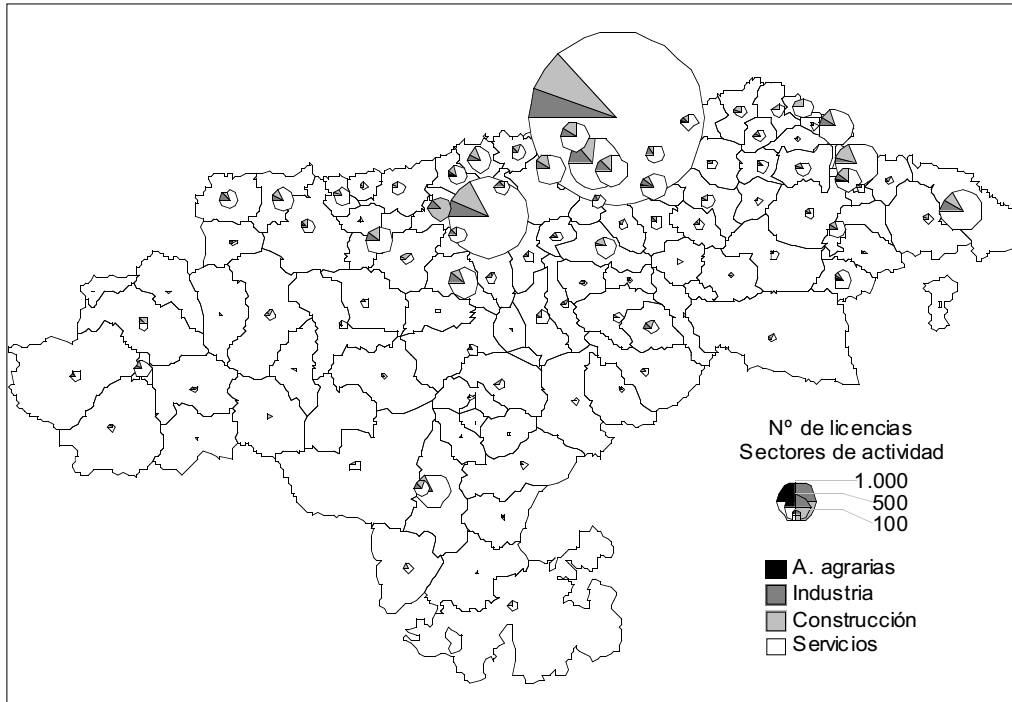 Nº de licencias
Sectores de actividad
1.000
500
100
A. agrarias
Industria
Construcción
Servicios